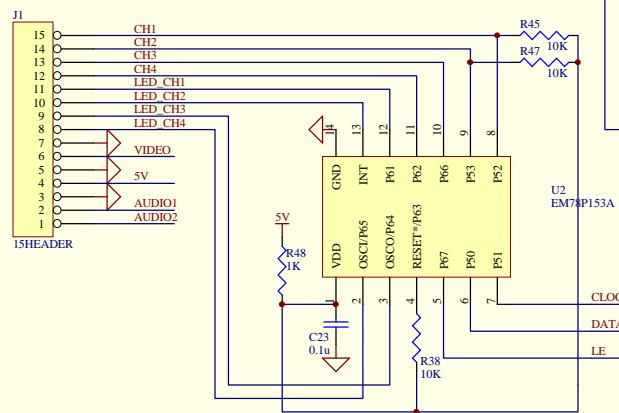 J1
15
14
13
12
11
10
9
8
7
6
5
4
3
2
1
15HEADER
CH1
CH2
CH3
CH4
LED_CH1
LED_CH2
LED_CH3
LED_CH4
VIDEO
5V
AUDIO1
AUDIO2
R45
10K
R47
10K
14
13
12
11
10
9
8
GND
INT
P61
P62
P66
P53
P52
U2
EM78P153A
VDD
OSCI/P65
OSCO/P64
RESET*/P63
P67
P50
P51
1
2
3
4
5
6
7
5V
R48
1K
C23
0.1u
R38
10K
CLOC
DATA
LE